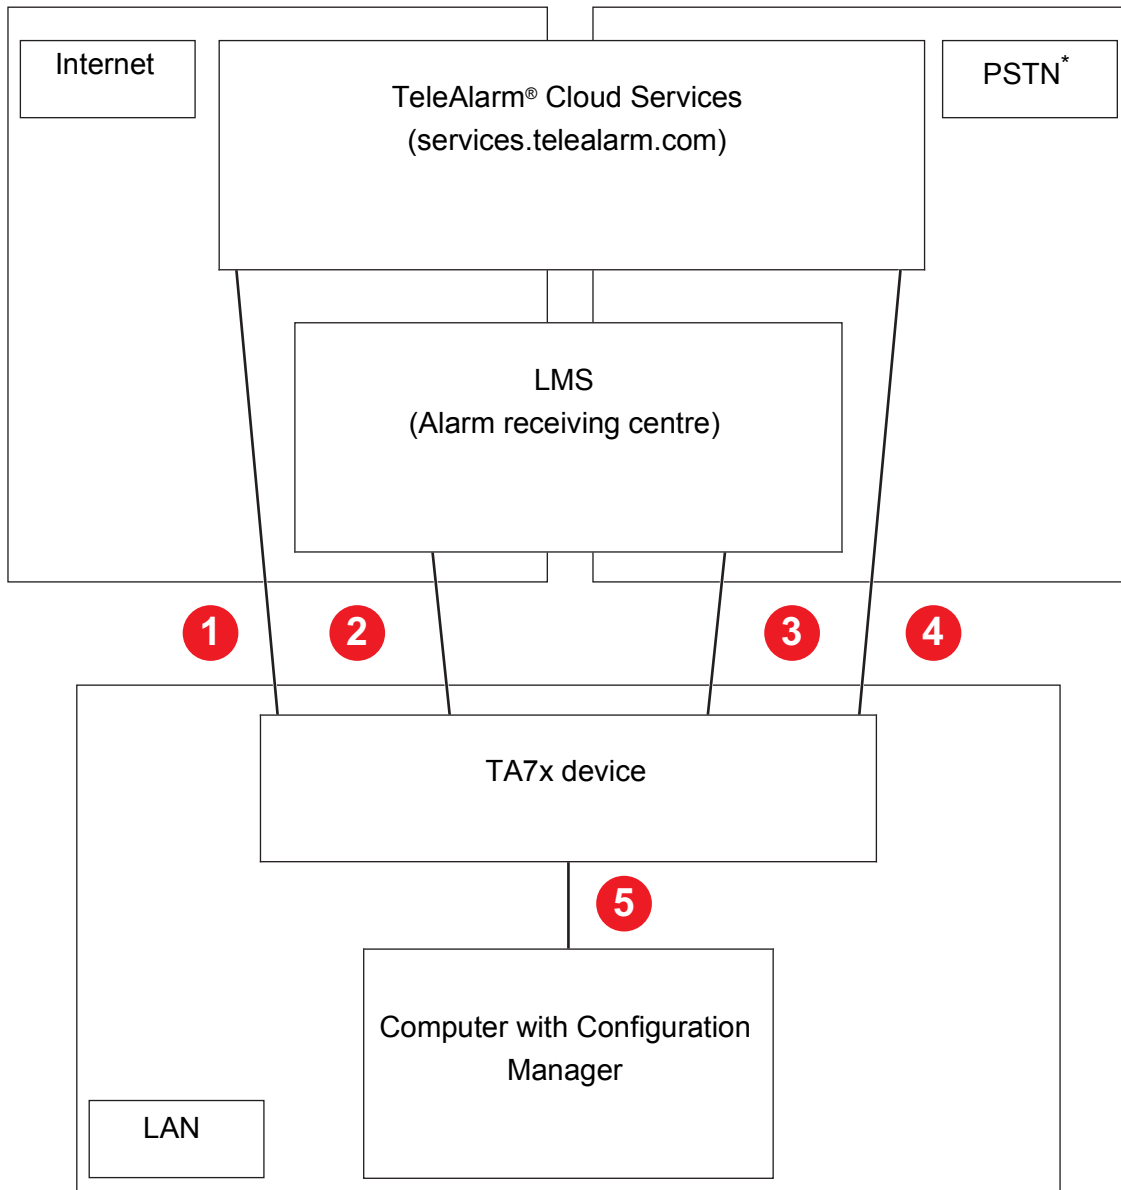 Internet
TeleAlarm® Cloud Services
(services.telealarm.com)
PSTN*
LMS
(Alarm receiving centre)
1
2
3
4
TA7x device
5
Computer with Configuration
Manager
LAN